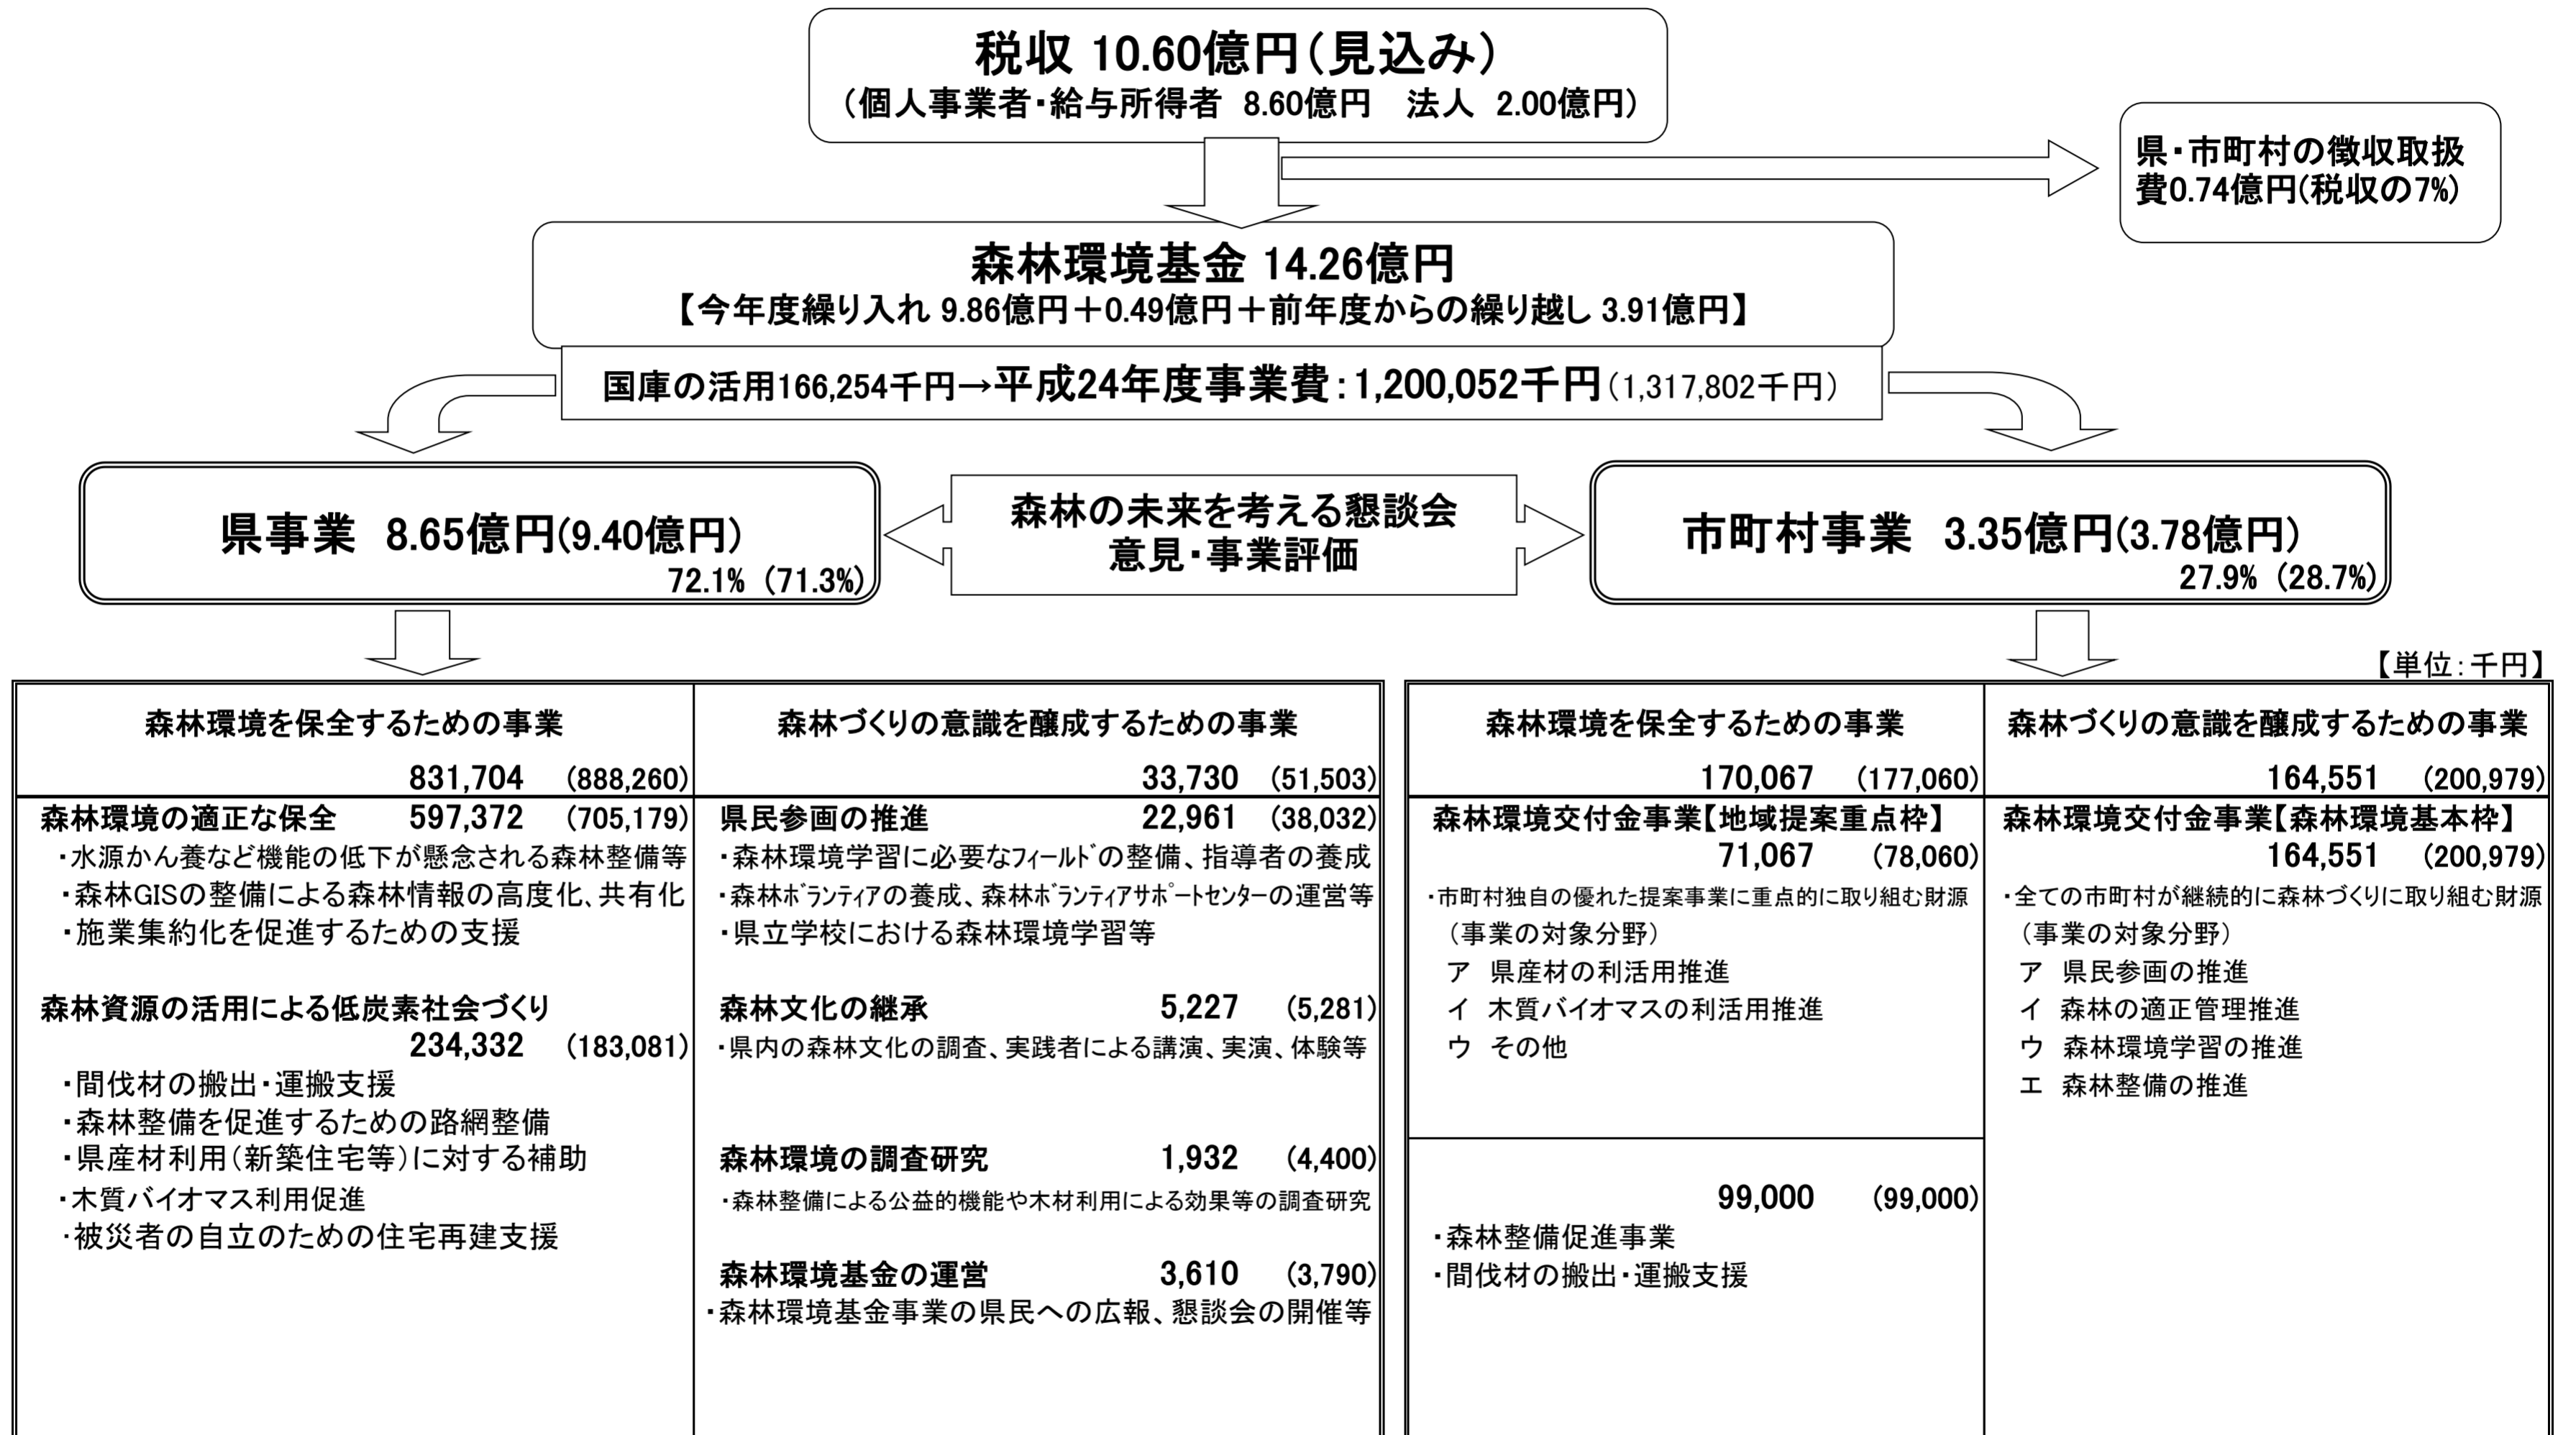 税収 10.60億円（見込み）
（個人事業者・給与所得者 8.60億円　法人 2.00億円）
県・市町村の徴収取扱
費0.74億円(税収の7%)
森林環境基金 14.26億円
【今年度繰り入れ 9.86億円＋0.49億円＋前年度からの繰り越し 3.91億円】
国庫の活用166,254千円→平成24年度事業費：1,200,052千円（1,317,802千円）
県事業　8.65億円(9.40億円）
72.1%（71.3%）
森林の未来を考える懇談会
意見・事業評価
市町村事業　3.35億円(3.78億円）
27.9%（28.7%）
【単位：千円】
森林環境を保全するための事業
831,704　(888,260)
森林環境の適正な保全　597,372　(705,179)
・水源かん養など機能の低下が懸念される森林整備等
・森林GISの整備による森林情報の高度化、共有化
・施業集約化を促進するための支援
森林資源の活用による低炭素社会づくり
234,332　(183,081)
・間伐材の搬出・運搬支援
・森林整備を促進するための路網整備
・県産材利用（新築住宅等）に対する補助
・木質バイオマス利用促進
・被災者の自立のための住宅再建支援
森林づくりの意識を醸成するための事業
33,730　(51,503)
県民参画の推進　22,961　(38,032)
・森林環境学習に必要なﾌｨｰﾙﾄﾞの整備、指導者の養成
・森林ﾎﾞﾗﾝﾃｨｱの養成、森林ﾎﾞﾗﾝﾃｨｱｻﾎﾟｰﾄセンターの運営等
・県立学校における森林環境学習等
森林文化の継承　5,227　(5,281)
・県内の森林文化の調査、実践者による講演、実演、体験等
森林環境の調査研究　1,932　(4,400)
・森林整備による公益的機能や木材利用による効果等の調査研究
森林環境基金の運営　3,610　(3,790)
・森林環境基金事業の県民への広報、懇談会の開催等
森林環境を保全するための事業
170,067　(177,060)
森林環境交付金事業【地域提案重点枠】
71,067　(78,060)
・市町村独自の優れた提案事業に重点的に取り組む財源
（事業の対象分野）
ア　県産材の利活用推進
イ　木質バイオマスの利活用推進
ウ　その他
99,000　(99,000)
・森林整備促進事業
・間伐材の搬出・運搬支援
森林づくりの意識を醸成するための事業
164,551　(200,979)
森林環境交付金事業【森林環境基本枠】
164,551　(200,979)
・全ての市町村が継続的に森林づくりに取り組む財源
（事業の対象分野）
ア　県民参画の推進
イ　森林の適正管理推進
ウ　森林環境学習の推進
エ　森林整備の推進